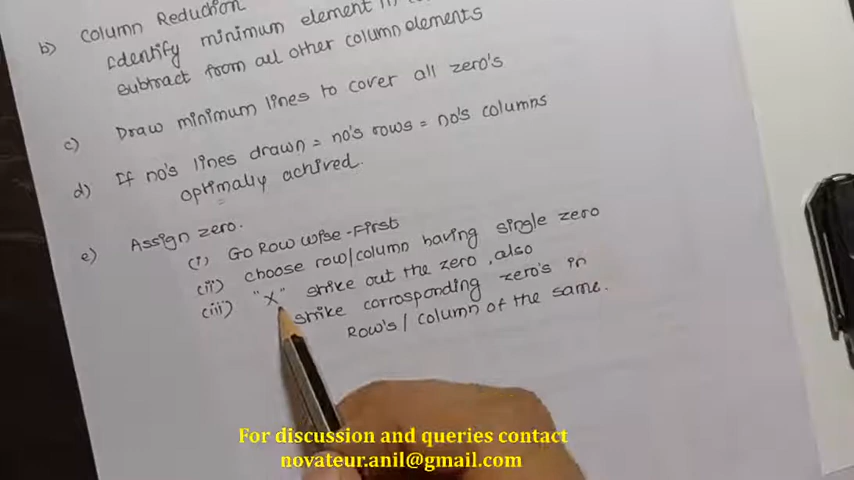 b) Column Reduction
Identify minimum element in
subtract from all other column elements
c) Draw minimum lines to cover all zero's
d) If no's lines drawn = no's rows = no's columns
optimally achived.
e) Assign zero.
(i) Go Row wise - First
(ii) choose row/column having single zero
(iii) "X" strike out the zero, also
strike corrosponding zero's in
Row's / column of the same.
For discussion and queries contact
novateur.anil@gmail.com